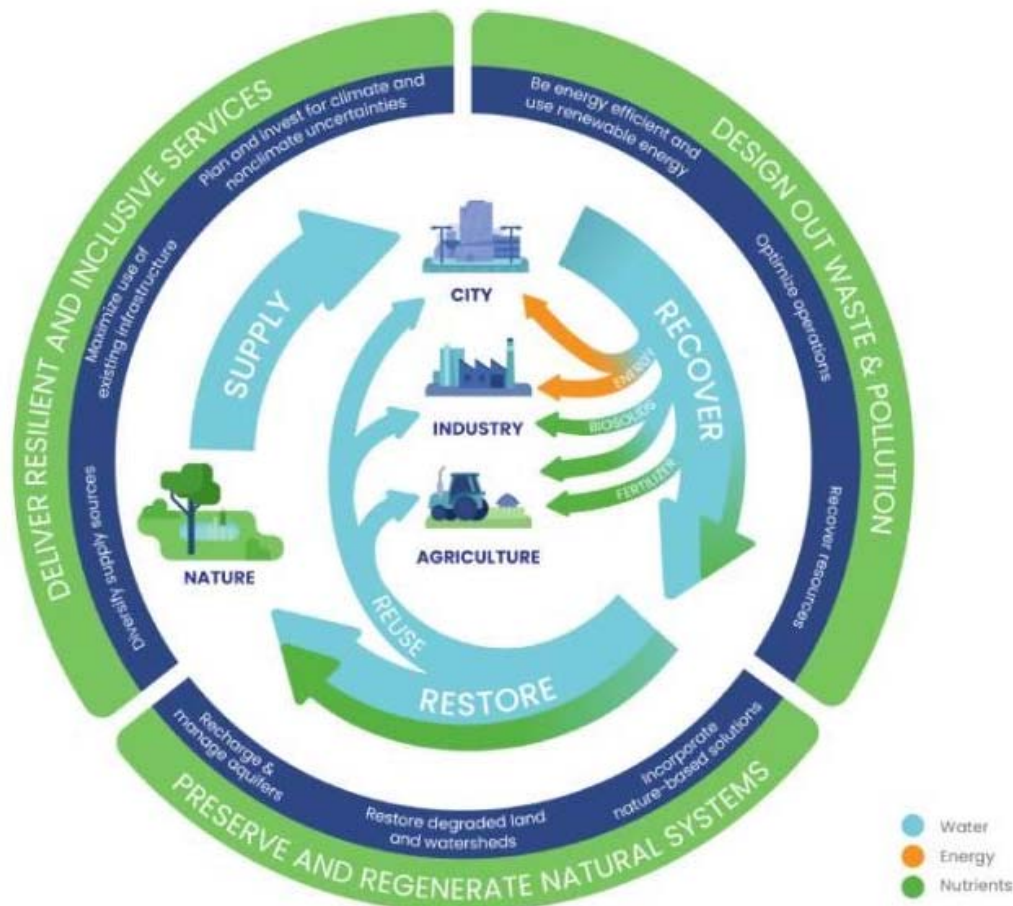 DELIVER RESILIENT AND INCLUSIVE SERVICES
Plan and invest for climate and
nonclimate uncertainties
Maximize use of
existing infrastructure
Diversify supply sources
DESIGN OUT WASTE & POLLUTION
Be energy efficient and
use renewable energy
Optimize operations
Recover resources
PRESERVE AND REGENERATE NATURAL SYSTEMS
Incorporate
nature-based solutions
Restore degraded land
and watersheds
Recharge &
manage aquifers
SUPPLY
CITY
RECOVER
ENERGY
INDUSTRY
BIOSOLIDS
FERTILIZER
AGRICULTURE
NATURE
REUSE
RESTORE
Water
Energy
Nutrients